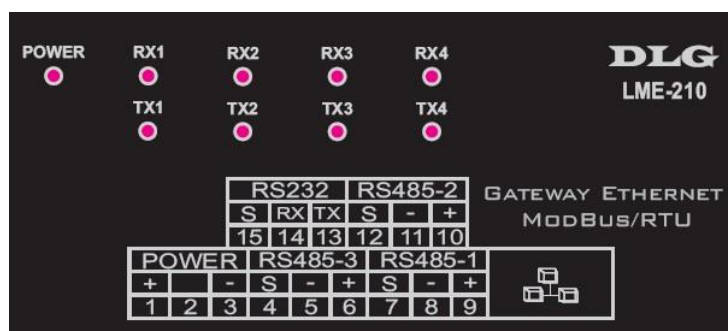 POWER RX1 RX2 RX3 RX4 DLG
LME-210
TX1 TX2 TX3 TX4
RS232 RS485-2 GATEWAY ETHERNET
S RX TX S - + MODBUS/RTU
15 14 13 12 11 10
POWER RS485-3 RS485-1
+ - S - + S - +
1 2 3 4 5 6 7 8 9